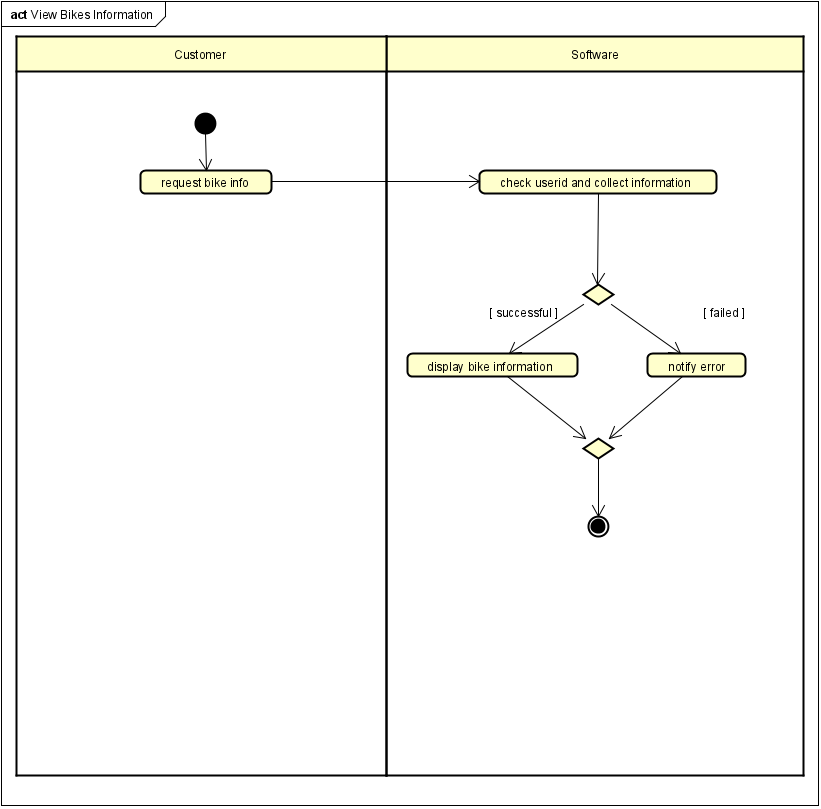 act View Bikes Information
Customer
Software
request bike info
check userid and collect information
[ successful ]
[ failed ]
display bike information
notify error